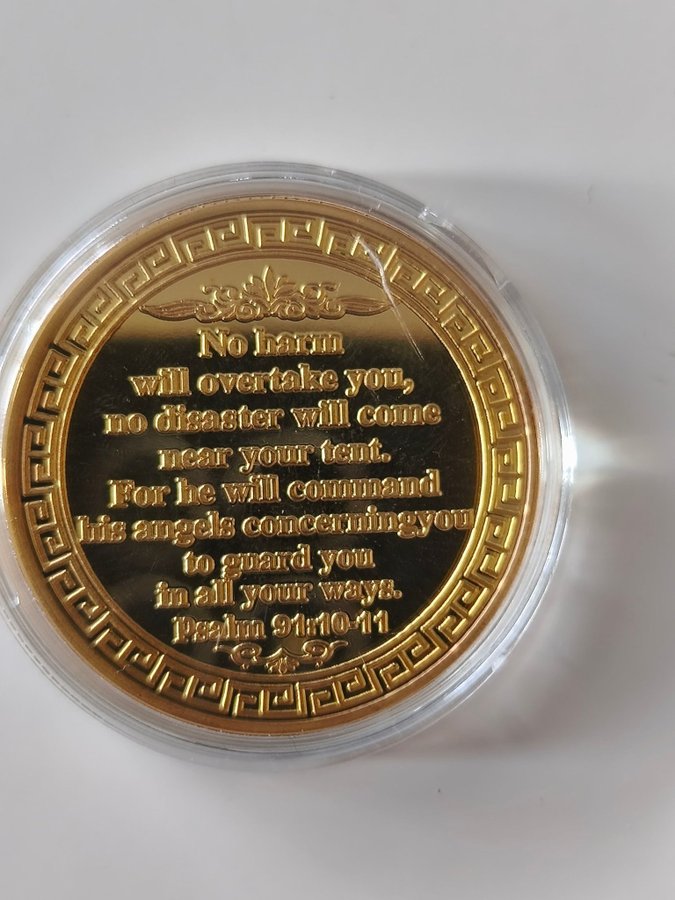 No harm
will overtake you,
no disaster will come
near your tent.
For he will command
his angels concerningyou
to guard you
in all your ways.
Psalm 91:10-11